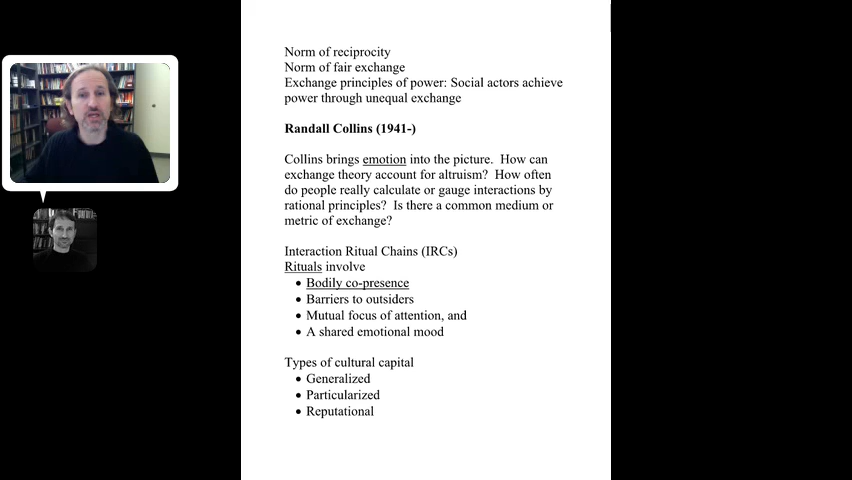 Norm of reciprocity
Norm of fair exchange
Exchange principles of power: Social actors achieve
power through unequal exchange
Randall Collins (1941-)
Collins brings emotion into the picture. How can
exchange theory account for altruism? How often
do people really calculate or gauge interactions by
rational principles? Is there a common medium or
metric of exchange?
Interaction Ritual Chains (IRCs)
Rituals involve
• Bodily co-presence
• Barriers to outsiders
• Mutual focus of attention, and
• A shared emotional mood
Types of cultural capital
• Generalized
• Particularized
• Reputational